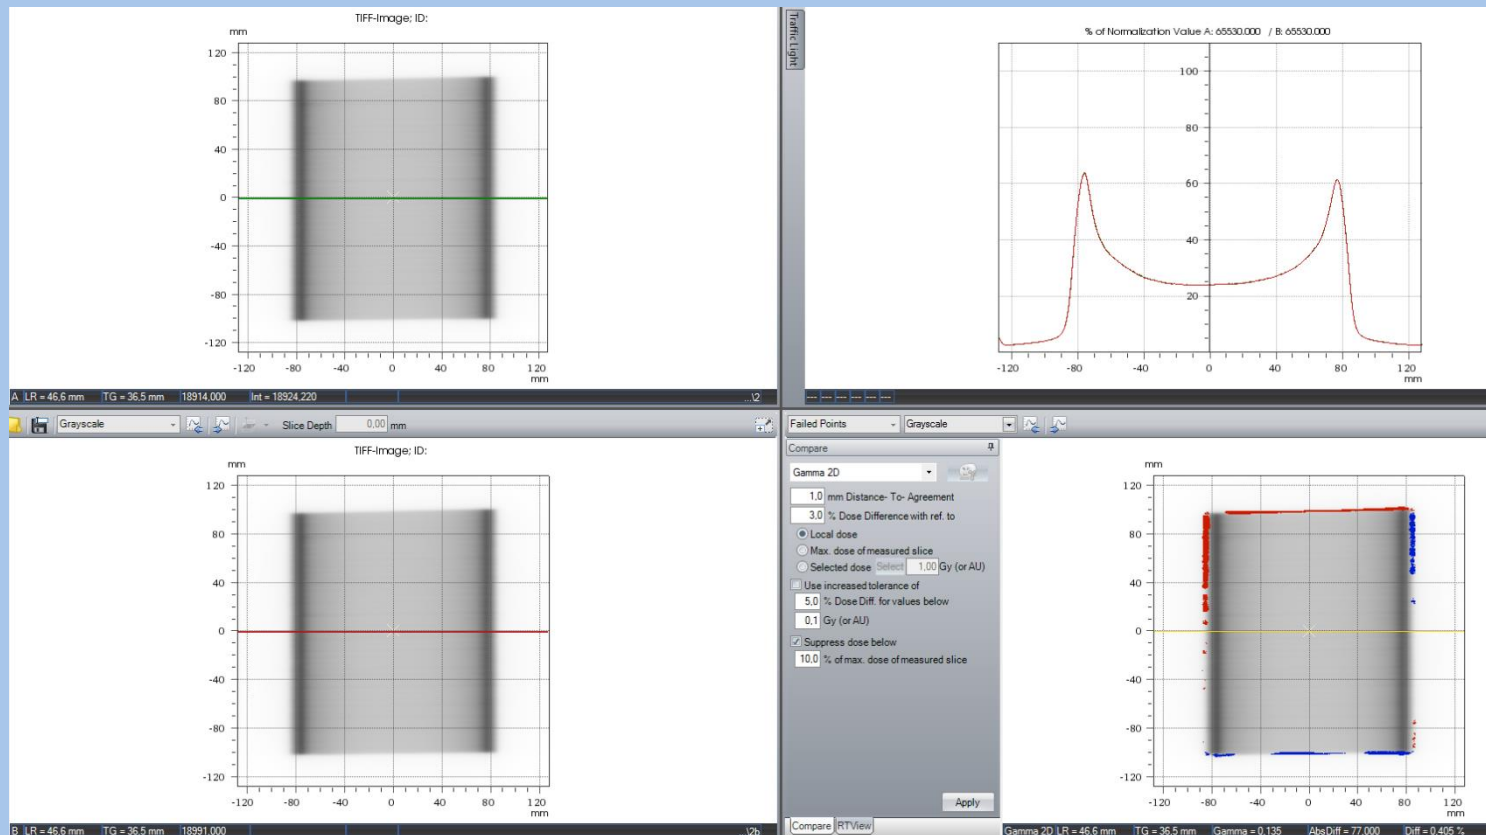 TIFF-Image; ID:
mm
120
80
40
0
-40
-80
-120
-120 -80 -40 0 40 80 120
mm
A LR = 46,6 mm TG = 36,5 mm 18914,000 Int = 18924,220 ...\2
Traffic Light
% of Normalization Value A: 65530.000 / B: 65530.000
100
80
60
40
20
-120 -80 -40 0 40 80 120
mm
--- --- --- --- --- ---
Grayscale Slice Depth 0,00 mm
TIFF-Image; ID:
mm
120
80
40
0
-40
-80
-120
-120 -80 -40 0 40 80 120
mm
B LR = 46,6 mm TG = 36,5 mm 18991,000 ..\2b
Failed Points Grayscale
Compare
Gamma 2D
1,0 mm Distance- To- Agreement
3,0 % Dose Difference with ref. to
Local dose
Max. dose of measured slice
Selected dose Select 1,00 Gy (or AU)
Use increased tolerance of
5,0 % Dose Diff. for values below
0,1 Gy (or AU)
Suppress dose below
10,0 % of max. dose of measured slice
Apply
Compare RTView
mm
120
80
40
0
-40
-80
-120
-120 -80 -40 0 40 80 120
mm
Gamma 2D LR = 46,6 mm TG = 36,5 mm Gamma = 0,135 AbsDiff = 77,000 Diff = 0,405 %